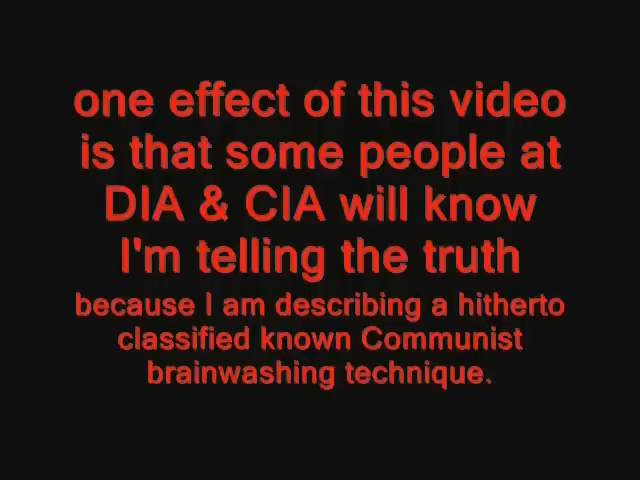 one effect of this video
is that some people at
DIA & CIA will know
I'm telling the truth
because I am describing a hitherto
classified known Communist
brainwashing technique.